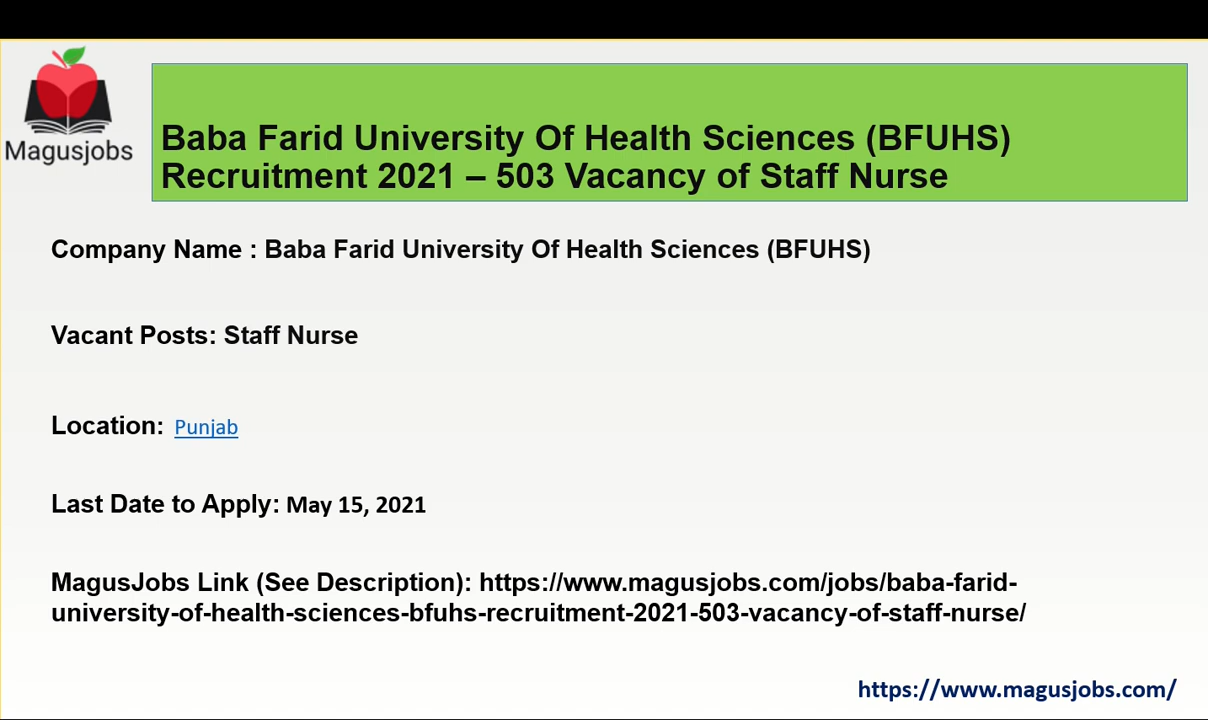 Magusjobs
Baba Farid University Of Health Sciences (BFUHS)
Recruitment 2021 – 503 Vacancy of Staff Nurse
Company Name : Baba Farid University Of Health Sciences (BFUHS)
Vacant Posts: Staff Nurse
Location: Punjab
Last Date to Apply: May 15, 2021
MagusJobs Link (See Description): https://www.magusjobs.com/jobs/baba-farid-
university-of-health-sciences-bfuhs-recruitment-2021-503-vacancy-of-staff-nurse/
https://www.magusjobs.com/